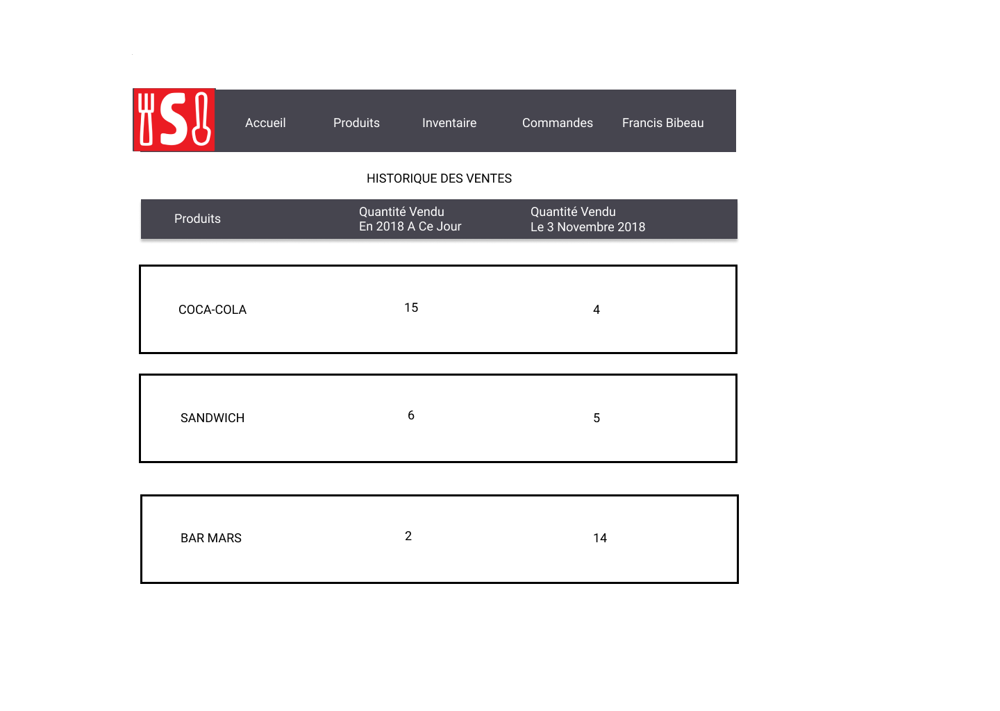 S
Accueil Produits Inventaire Commandes Francis Bibeau
HISTORIQUE DES VENTES
Produits
Quantité Vendu
En 2018 A Ce Jour
Quantité Vendu
Le 3 Novembre 2018
COCA-COLA 15 4
SANDWICH 6 5
BAR MARS 2 14